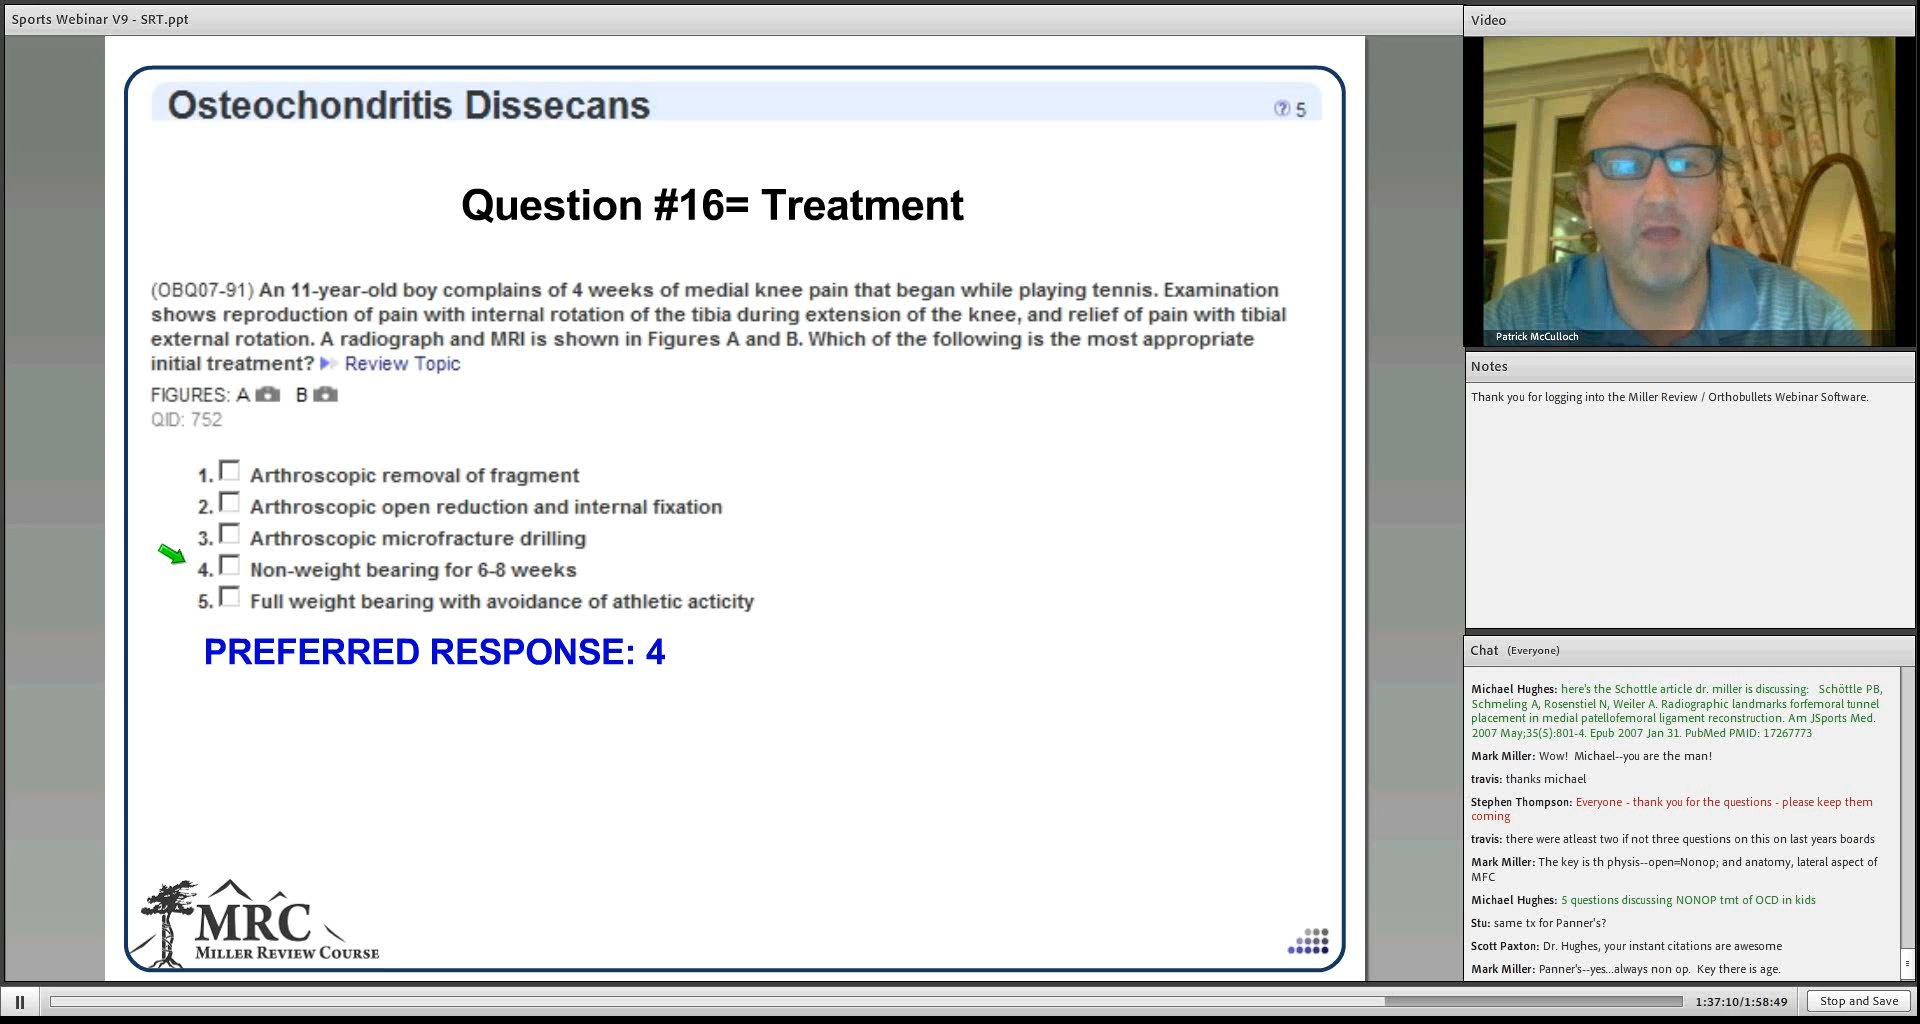 Sports Webinar V9 - SRT.ppt
Osteochondritis Dissecans
? 5
Question #16= Treatment
(OBQ07-91) An 11-year-old boy complains of 4 weeks of medial knee pain that began while playing tennis. Examination
shows reproduction of pain with internal rotation of the tibia during extension of the knee, and relief of pain with tibial
external rotation. A radiograph and MRI is shown in Figures A and B. Which of the following is the most appropriate
initial treatment? Review Topic
FIGURES: A B
QID: 752
1. Arthroscopic removal of fragment
2. Arthroscopic open reduction and internal fixation
3. Arthroscopic microfracture drilling
4. Non-weight bearing for 6-8 weeks
5. Full weight bearing with avoidance of athletic acticity
PREFERRED RESPONSE: 4
MRC
MILLER REVIEW COURSE
Video
Patrick McCulloch
Notes
Thank you for logging into the Miller Review / Orthobullets Webinar Software.
Chat (Everyone)
Michael Hughes: here's the Schottle article dr. miller is discussing: Schöttle PB,
Schmeling A, Rosenstiel N, Weiler A. Radiographic landmarks forfemoral tunnel
placement in medial patellofemoral ligament reconstruction. Am JSports Med.
2007 May;35(5):801-4. Epub 2007 Jan 31. PubMed PMID: 17267773
Mark Miller: Wow! Michael--you are the man!
travis: thanks michael
Stephen Thompson: Everyone - thank you for the questions - please keep them
coming
travis: there were atleast two if not three questions on this on last years boards
Mark Miller: The key is th physis--open=Nonop; and anatomy, lateral aspect of
MFC
Michael Hughes: 5 questions discussing NONOP tmt of OCD in kids
Stu: same tx for Panner's?
Scott Paxton: Dr. Hughes, your instant citations are awesome
Mark Miller: Panner's--yes...always non op. Key there is age.
1:37:10/1:58:49
Stop and Save